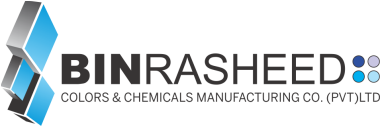 BINRASHEED
COLORS & CHEMICALS MANUFACTURING CO. (PVT)LTD